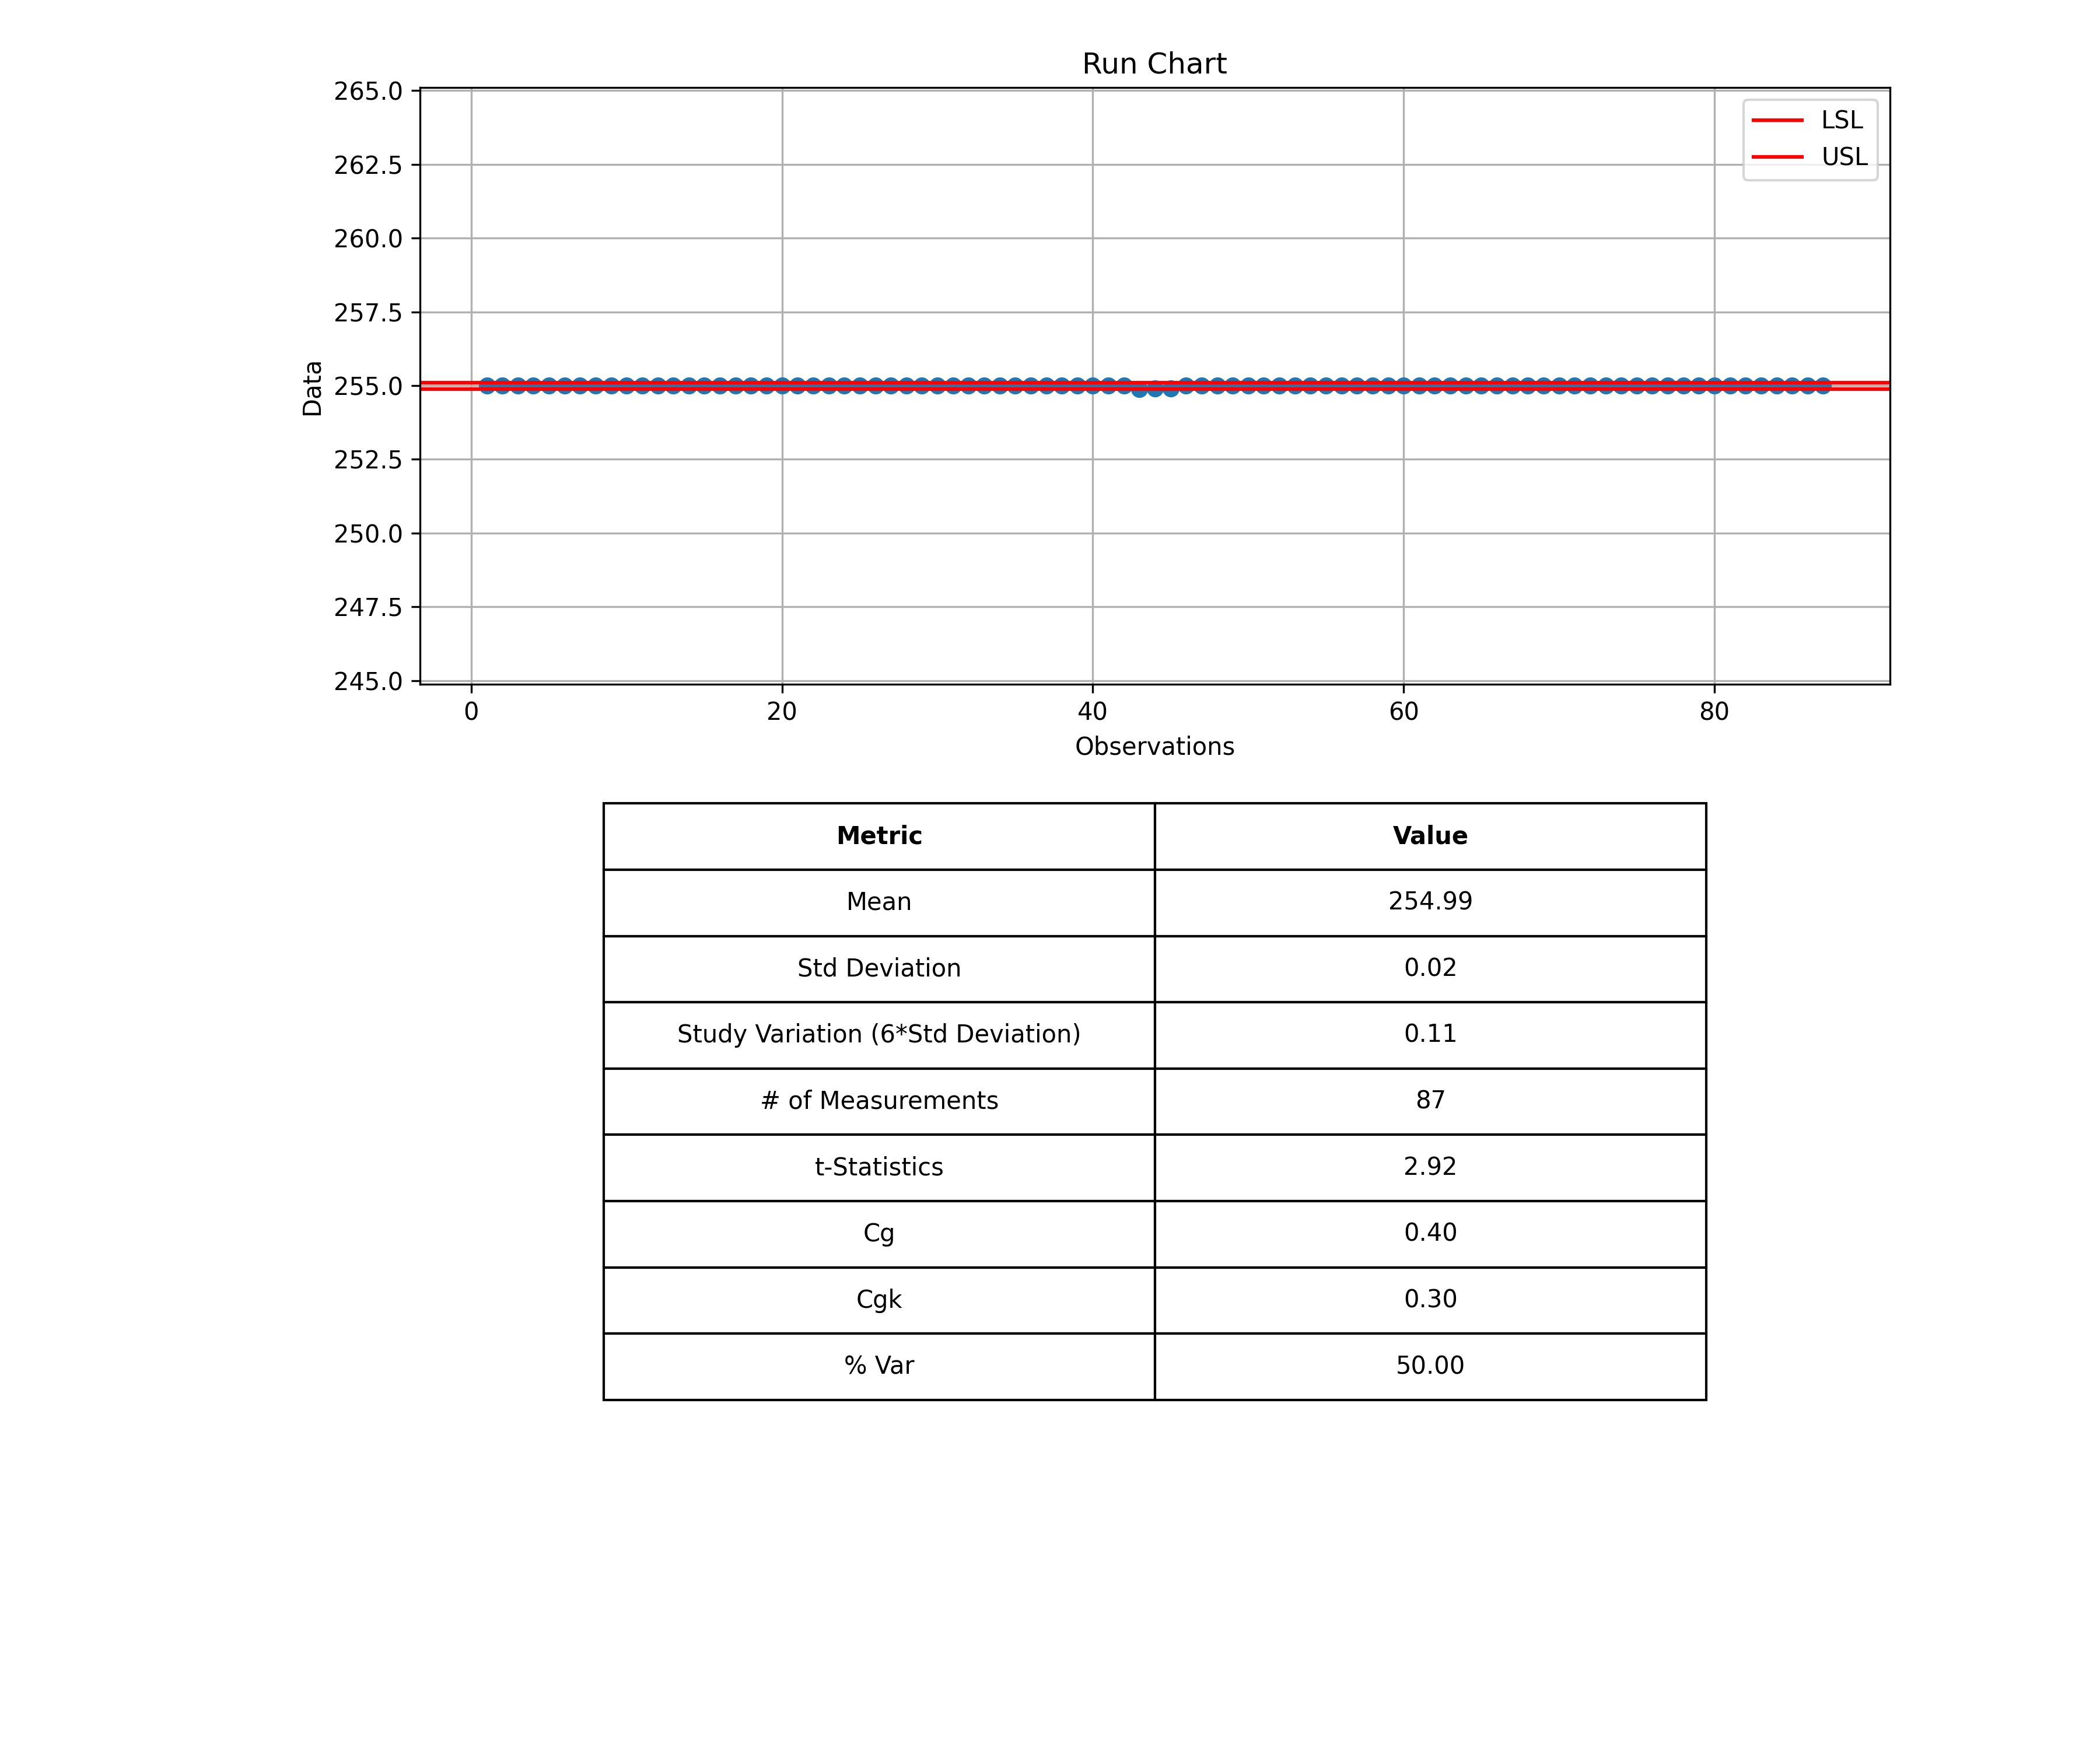 Run Chart
265.0
262.5
260.0
257.5
255.0
252.5
250.0
247.5
245.0
Data
LSL
USL
0 20 40 60 80
Observations
Metric Value
Mean 254.99
Std Deviation 0.02
Study Variation (6*Std Deviation) 0.11
# of Measurements 87
t-Statistics 2.92
Cg 0.40
Cgk 0.30
% Var 50.00